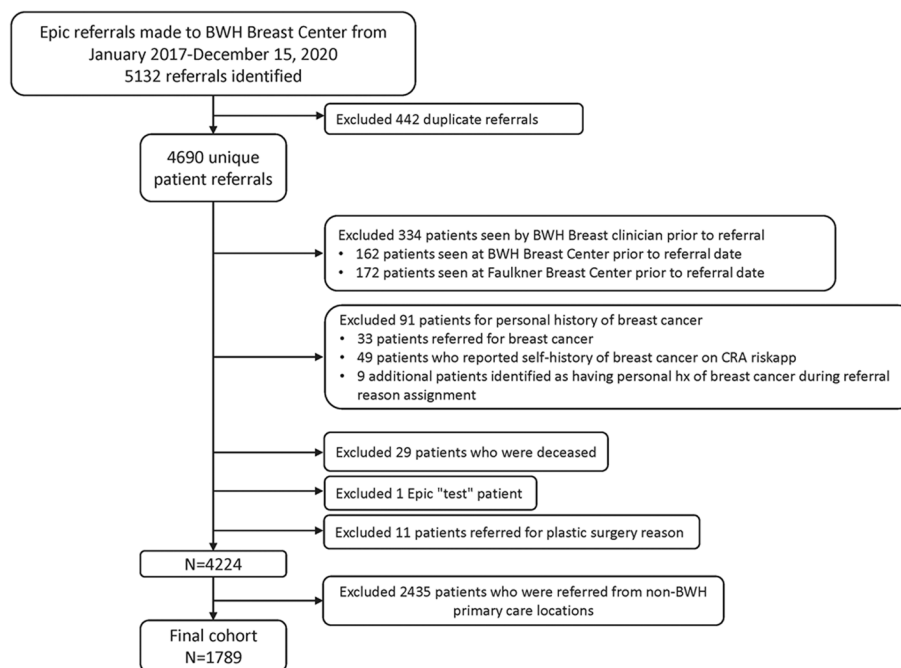 Epic referrals made to BWH Breast Center from
January 2017-December 15, 2020
5132 referrals identified
Excluded 442 duplicate referrals
4690 unique
patient referrals
Excluded 334 patients seen by BWH Breast clinician prior to referral
• 162 patients seen at BWH Breast Center prior to referral date
• 172 patients seen at Faulkner Breast Center prior to referral date
Excluded 91 patients for personal history of breast cancer
• 33 patients referred for breast cancer
• 49 patients who reported self-history of breast cancer on CRA riskapp
• 9 additional patients identified as having personal hx of breast cancer during referral
reason assignment
Excluded 29 patients who were deceased
Excluded 1 Epic "test" patient
Excluded 11 patients referred for plastic surgery reason
N=4224
Excluded 2435 patients who were referred from non-BWH
primary care locations
Final cohort
N=1789